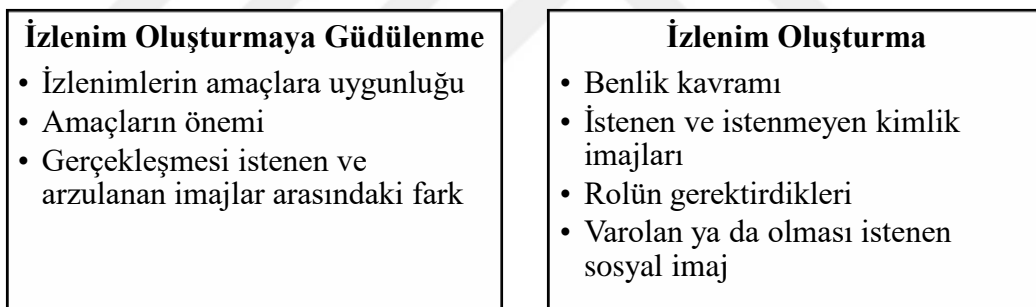 İzlenim Oluşturmaya Güdülenme
• İzlenimlerin amaçlara uygunluğu
• Amaçların önemi
• Gerçekleşmesi istenen ve
arzulanan imajlar arasındaki fark
İzlenim Oluşturma
• Benlik kavramı
• İstenen ve istenmeyen kimlik
imajları
• Rolün gerektirdikleri
• Varolan ya da olması istenen
sosyal imaj